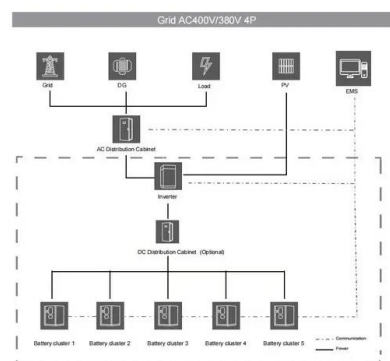 Grid AC400V/380V 4P
Grid
DG
Load
PV
EMS
AC Distribution Cabinet
Inverter
DC Distribution Cabinet (Optional)
Battery cluster 1
Battery cluster 2
Battery cluster 3
Battery cluster 4
Battery cluster 5
Communication
Power